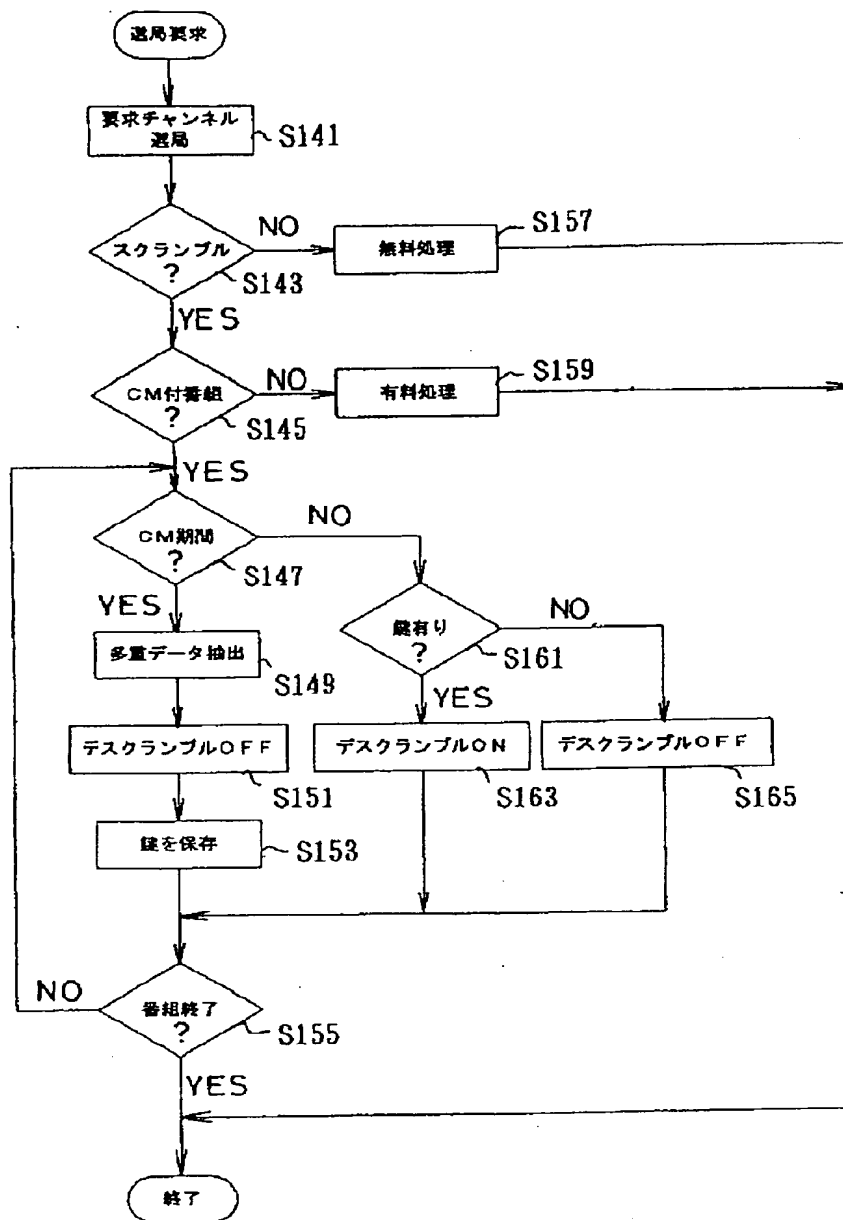 選局要求
要求チャンネル
選局
S141
スクランブル
?
S143
NO
無料処理
S157
YES
CM付番組
?
S145
NO
有料処理
S159
YES
CM期間
?
S147
NO
YES
多重データ抽出
S149
鍵有り
?
S161
NO
YES
デスクランブルOFF
S151
デスクランブルON
S163
デスクランブルOFF
S165
鍵を保存
S153
番組終了
?
S155
NO
YES
終了